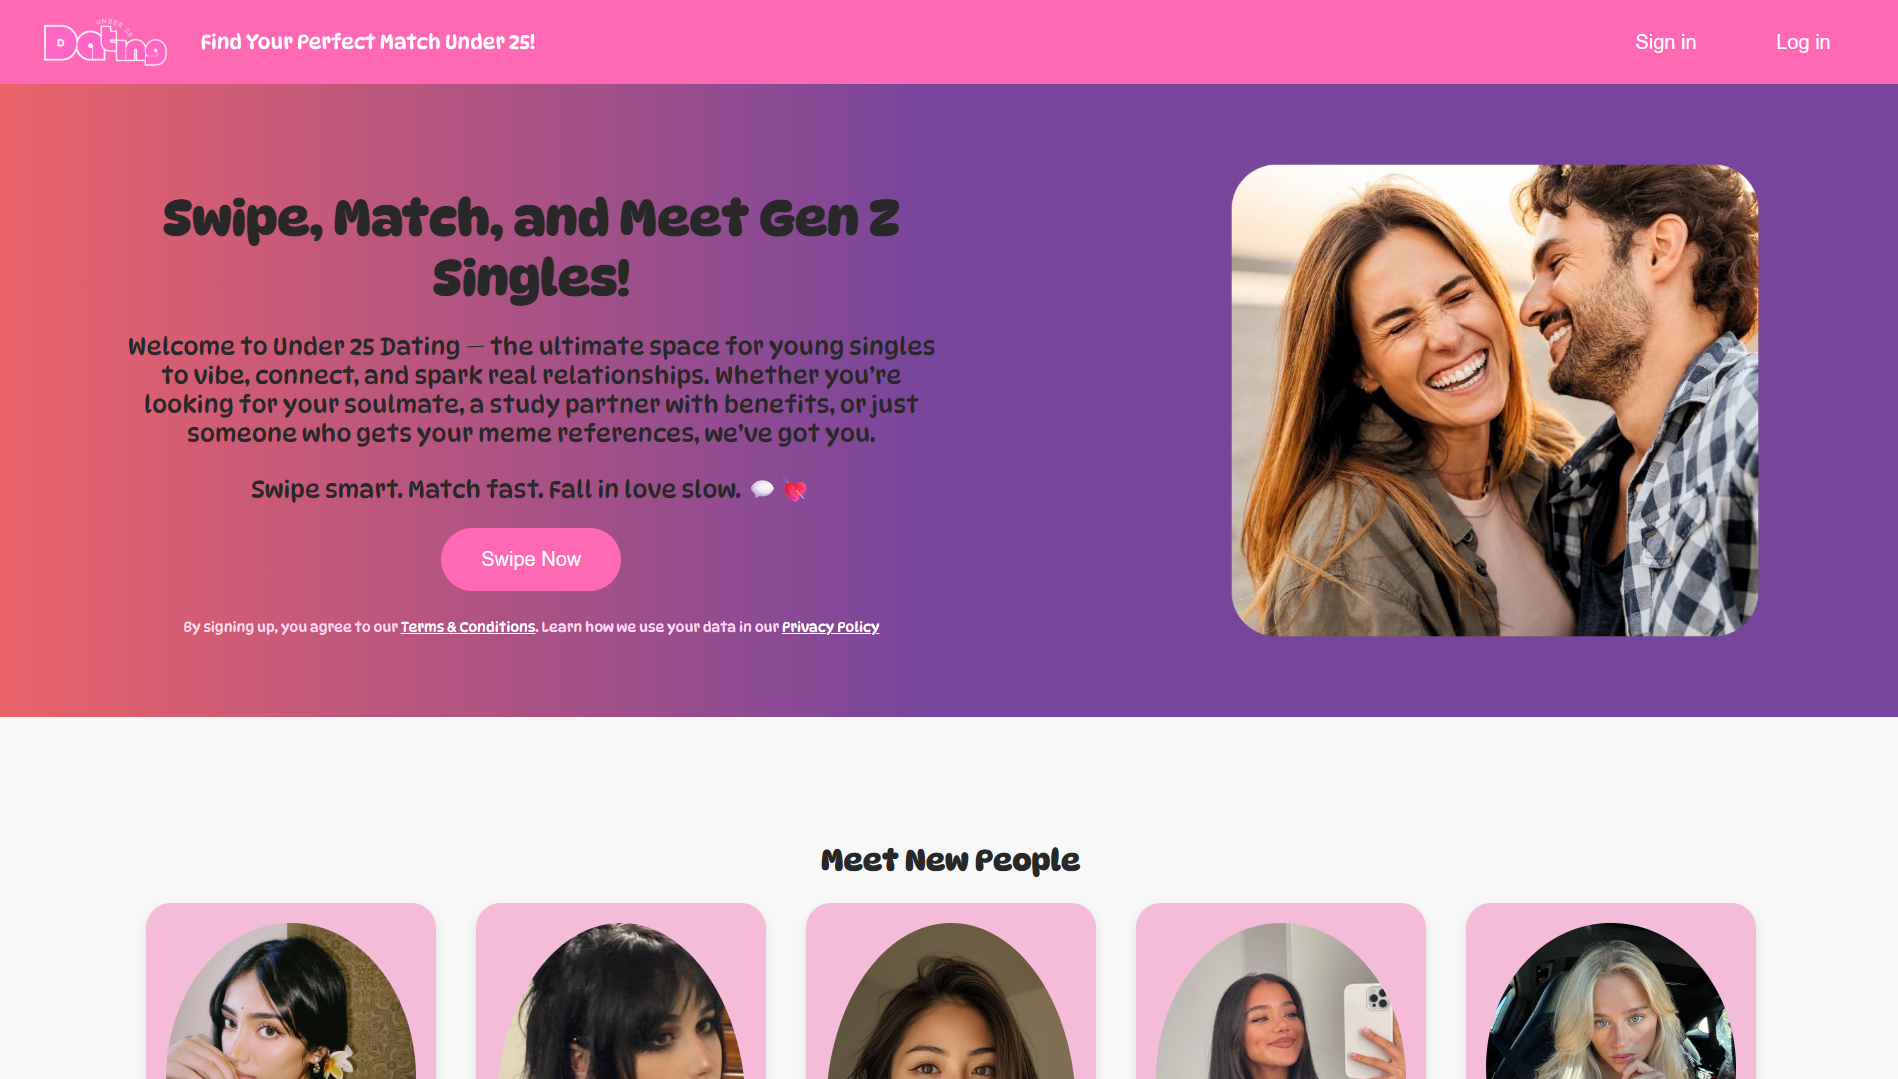 UNDER 25
Dating
Find Your Perfect Match Under 25!
Sign in
Log in
Swipe, Match, and Meet Gen Z
Singles!
Welcome to Under 25 Dating — the ultimate space for young singles
to vibe, connect, and spark real relationships. Whether you're
looking for your soulmate, a study partner with benefits, or just
someone who gets your meme references, we've got you.
Swipe smart. Match fast. Fall in love slow. 💬 💘
Swipe Now
By signing up, you agree to our Terms & Conditions. Learn how we use your data in our Privacy Policy
Meet New People